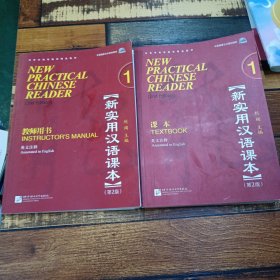 NEW
PRACTICAL
CHINESE
READER
1
教师用书
INSTRUCTOR'S MANUAL
英文注释
Annotated in English
【新实用汉语课本】
(第2版)
NEW
PRACTICAL
CHINESE
READER
1
课本
TEXTBOOK
英文注释
Annotated in English
【新实用汉语课本】
(第2版)